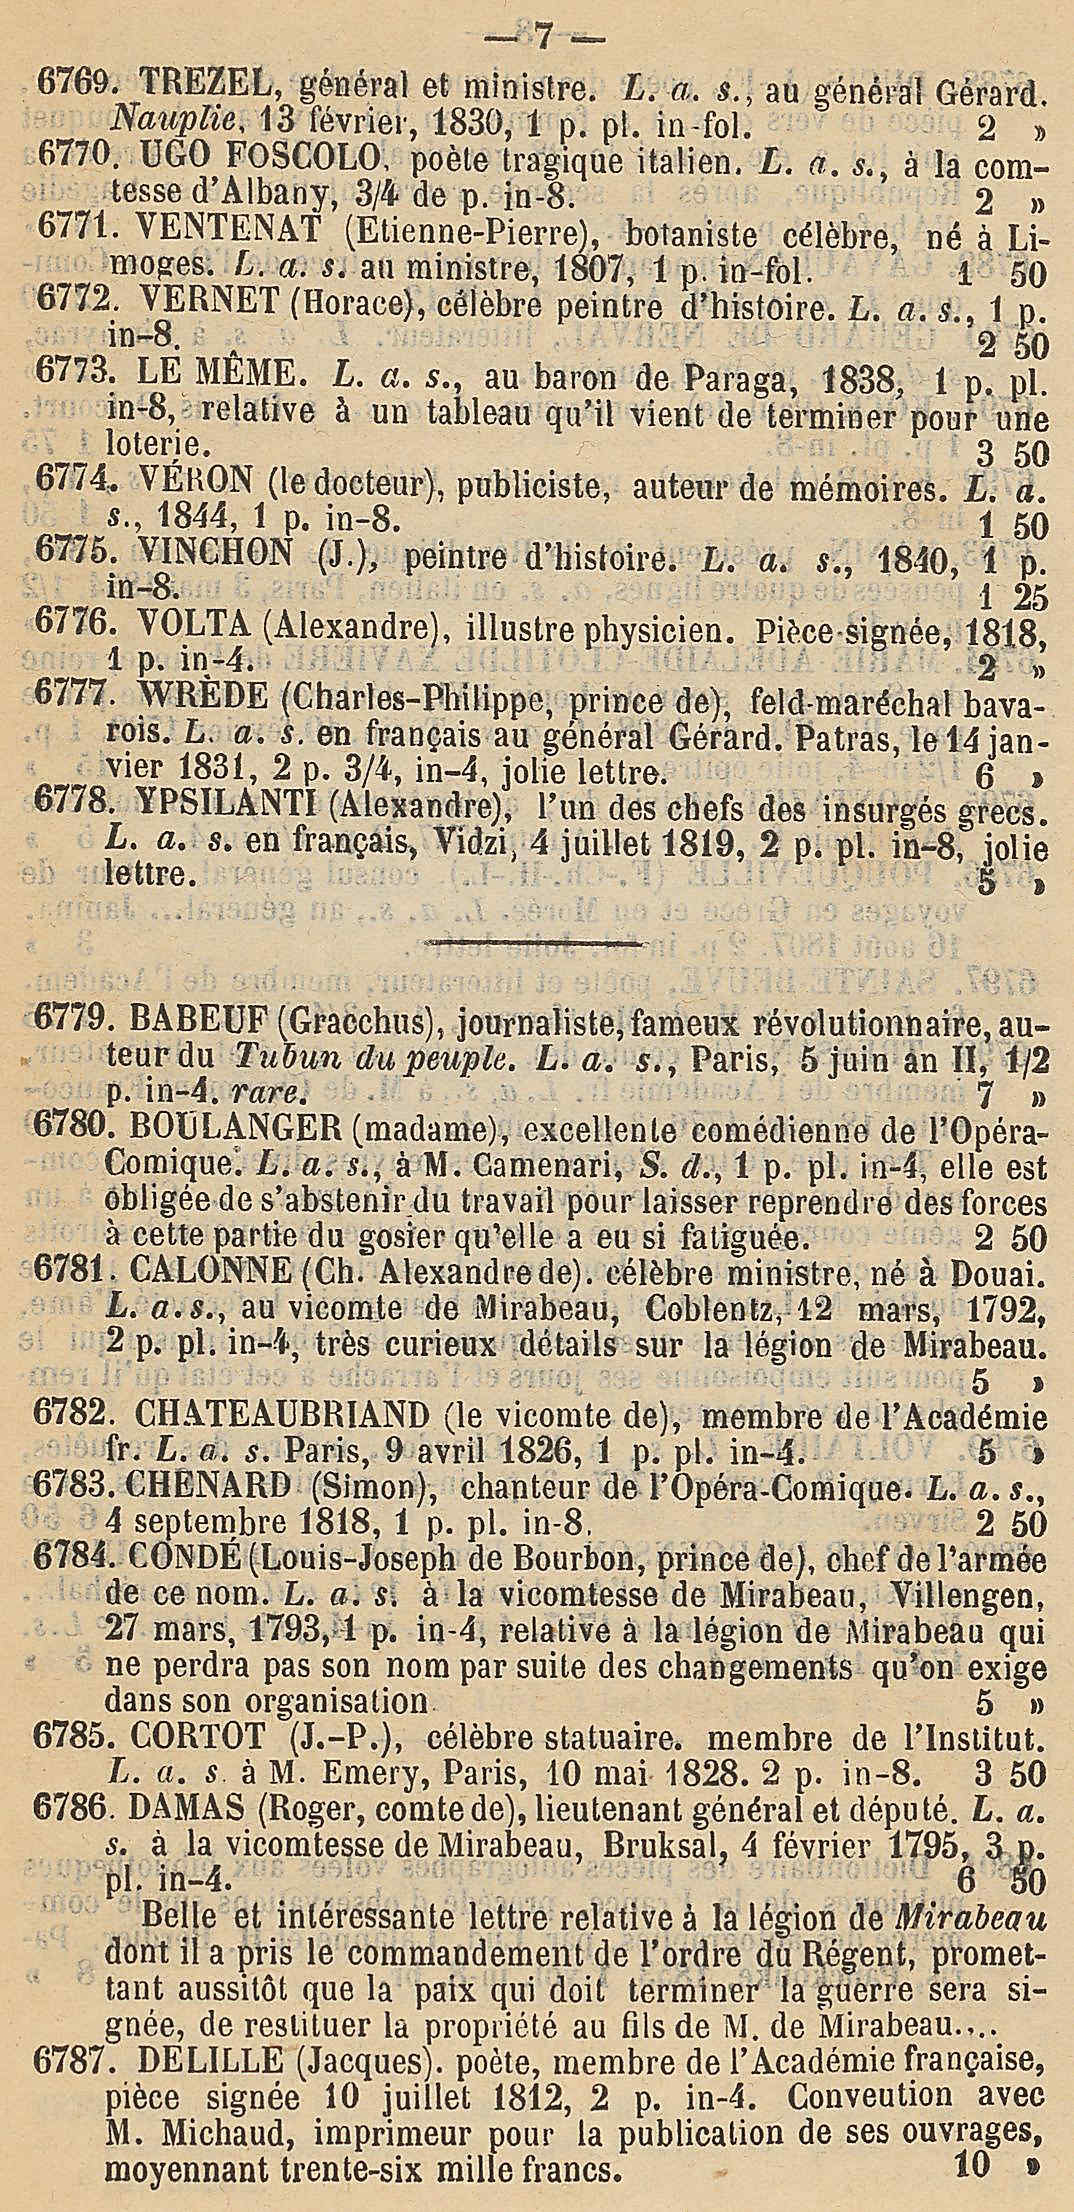 — 7 —
6769. TREZEL, général et ministre. L. a. s., au général Gérard.
Nauplie, 13 février, 1830, 1 p. pl. in-fol. 2 »
6770. UGO FOSCOLO, poète tragique italien. L. a. s., à la com-
tesse d'Albany, 3/4 de p. in-8. 2 »
6771. VENTENAT (Etienne-Pierre), botaniste célèbre, né à Li-
moges. L. a. s. au ministre, 1807, 1 p. in-fol. 1 50
6772. VERNET (Horace), célèbre peintre d'histoire. L. a. s., 1 p.
in-8. 2 50
6773. LE MÊME. L. a. s., au baron de Paraga, 1838, 1 p. pl.
in-8, relative à un tableau qu'il vient de terminer pour une
loterie. 3 50
6774. VÉRON (le docteur), publiciste, auteur de mémoires. L. a.
s., 1844, 1 p. in-8. 1 50
6775. VINCHON (J.), peintre d'histoire. L. a. s., 1840, 1 p.
in-8. 1 25
6776. VOLTA (Alexandre), illustre physicien. Pièce signée, 1818,
1 p. in-4. 2 »
6777. WRÈDE (Charles-Philippe, prince de), feld-maréchal bava-
rois. L. a. s. en français au général Gérard. Patras, le 14 jan-
vier 1831, 2 p. 3/4, in-4, jolie lettre. 6 »
6778. YPSILANTI (Alexandre), l'un des chefs des insurgés grecs.
L. a. s. en français, Vidzi, 4 juillet 1819, 2 p. pl. in-8, jolie
lettre. 5 »
6779. BABEUF (Gracchus), journaliste, fameux révolutionnaire, au-
teur du Tubun du peuple. L. a. s., Paris, 5 juin an II, 1/2
p. in-4. rare. 7 »
6780. BOULANGER (madame), excellente comédienne de l'Opéra-
Comique. L. a. s., à M. Camenari, S. d., 1 p. pl. in-4, elle est
obligée de s'abstenir du travail pour laisser reprendre des forces
à cette partie du gosier qu'elle a eu si fatiguée. 2 50
6781. CALONNE (Ch. Alexandre de). célèbre ministre, né à Douai.
L. a. s., au vicomte de Mirabeau, Coblentz, 12 mars, 1792,
2 p. pl. in-4, très curieux détails sur la légion de Mirabeau.
5 »
6782. CHATEAUBRIAND (le vicomte de), membre de l'Académie
fr. L. a. s. Paris, 9 avril 1826, 1 p. pl. in-4. 5 »
6783. CHENARD (Simon), chanteur de l'Opéra-Comique. L. a. s.,
4 septembre 1818, 1 p. pl. in-8. 2 50
6784. CONDÉ (Louis-Joseph de Bourbon, prince de), chef de l'armée
de ce nom. L. a. s. à la vicomtesse de Mirabeau, Villengen,
27 mars, 1793, 1 p. in-4, relative à la légion de Mirabeau qui
ne perdra pas son nom par suite des changements qu'on exige
dans son organisation 5 »
6785. CORTOT (J.-P.), célèbre statuaire. membre de l'Institut.
L. a. s. à M. Emery, Paris, 10 mai 1828. 2 p. in-8. 3 50
6786. DAMAS (Roger, comte de), lieutenant général et député. L. a.
s. à la vicomtesse de Mirabeau, Bruksal, 4 février 1795, 3 p.
pl. in-4. 6 50
Belle et intéressante lettre relative à la légion de Mirabeau
dont il a pris le commandement de l'ordre du Régent, promet-
tant aussitôt que la paix qui doit terminer la guerre sera si-
gnée, de restituer la propriété au fils de M. de Mirabeau....
6787. DELILLE (Jacques). poète, membre de l'Académie française,
pièce signée 10 juillet 1812, 2 p. in-4. Conveution avec
M. Michaud, imprimeur pour la publication de ses ouvrages,
moyennant trente-six mille francs. 10 »